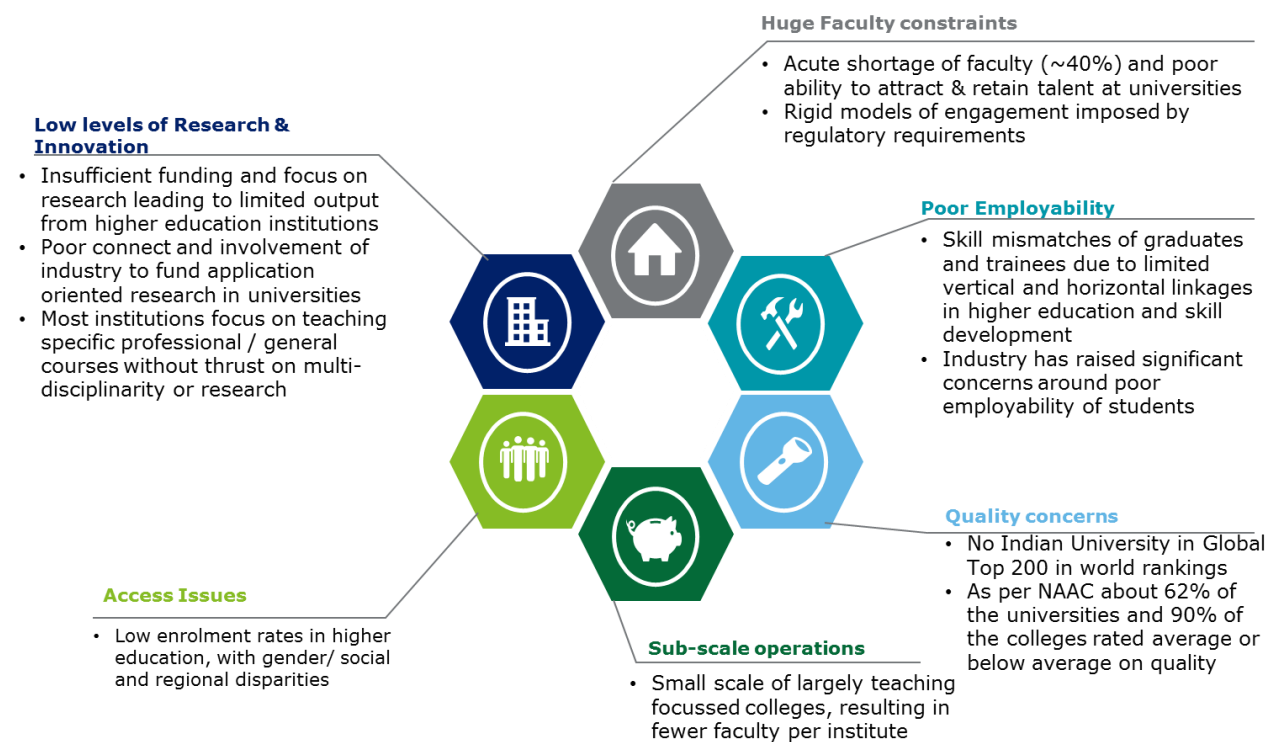 Huge Faculty constraints
• Acute shortage of faculty (~40%) and poor
ability to attract & retain talent at universities
• Rigid models of engagement imposed by
regulatory requirements
Low levels of Research &
Innovation
• Insufficient funding and focus on
research leading to limited output
from higher education institutions
• Poor connect and involvement of
industry to fund application
oriented research in universities
• Most institutions focus on teaching
specific professional / general
courses without thrust on multi-
disciplinarity or research
Poor Employability
• Skill mismatches of graduates
and trainees due to limited
vertical and horizontal linkages
in higher education and skill
development
• Industry has raised significant
concerns around poor
employability of students
Quality concerns
• No Indian University in Global
Top 200 in world rankings
• As per NAAC about 62% of
the universities and 90% of
the colleges rated average or
below average on quality
Access Issues
• Low enrolment rates in higher
education, with gender/ social
and regional disparities
Sub-scale operations
• Small scale of largely teaching
focussed colleges, resulting in
fewer faculty per institute